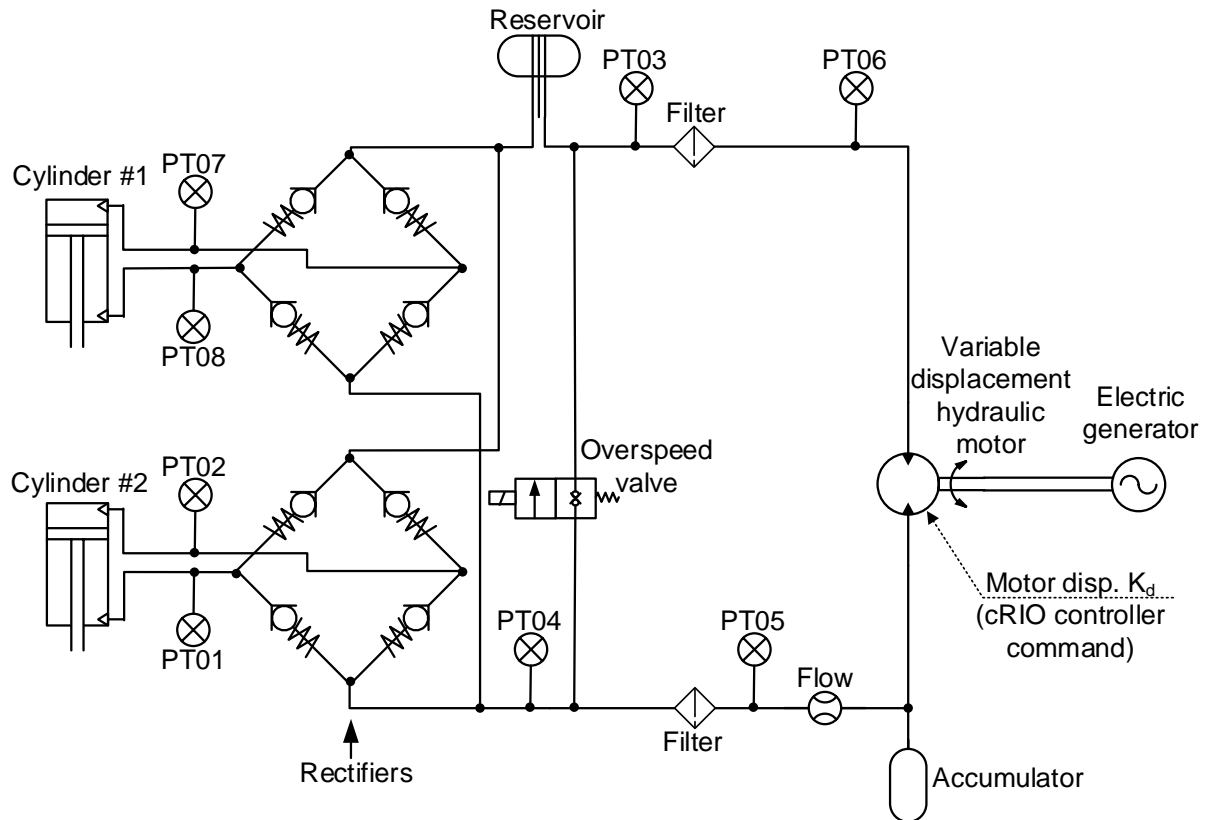 Reservoir
PT03
PT06
Filter
Cylinder #1
PT07
PT08
Variable
displacement
hydraulic
motor
Electric
generator
Cylinder #2
PT02
Overspeed
valve
PT01
PT04
PT05
Motor disp. Kd
(cRIO controller
command)
Flow
Filter
Rectifiers
Accumulator